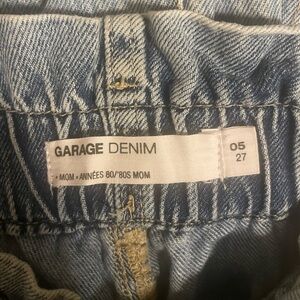 GARAGE DENIM
• MOM • ANNÉES 80/'80S MOM
05
27